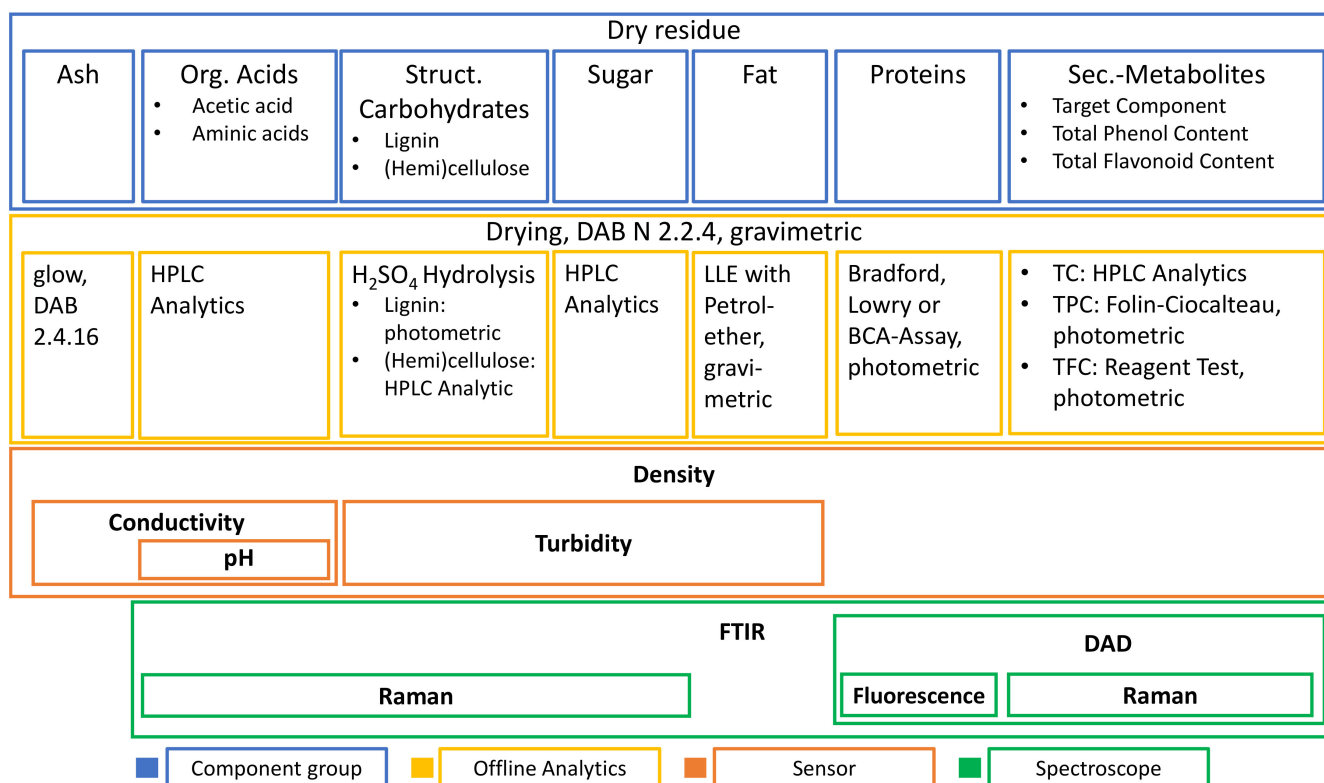 Dry residue
Ash
Org. Acids
• Acetic acid
• Aminic acids
Struct.
Carbohydrates
• Lignin
• (Hemi)cellulose
Sugar
Fat
Proteins
Sec.-Metabolites
• Target Component
• Total Phenol Content
• Total Flavonoid Content
Drying, DAB N 2.2.4, gravimetric
glow,
DAB
2.4.16
HPLC
Analytics
H₂SO₄ Hydrolysis
• Lignin:
photometric
• (Hemi)cellulose:
HPLC Analytic
HPLC
Analytics
LLE with
Petrol-
ether,
gravi-
metric
Bradford,
Lowry or
BCA-Assay,
photometric
• TC: HPLC Analytics
• TPC: Folin-Ciocalteau,
photometric
• TFC: Reagent Test,
photometric
Density
Conductivity
pH
Turbidity
FTIR
DAD
Raman
Fluorescence
Raman
Component group
Offline Analytics
Sensor
Spectroscope